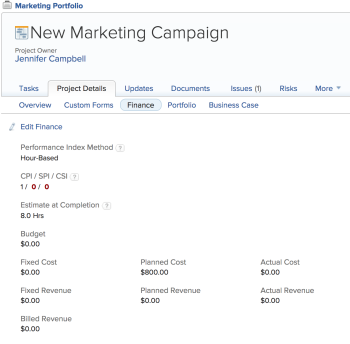 Marketing Portfolio
New Marketing Campaign
Project Owner
Jennifer Campbell
Tasks Project Details Updates Documents Issues (1) Risks More
Overview Custom Forms Finance Portfolio Business Case
Edit Finance
Performance Index Method ?
Hour-Based
CPI / SPI / CSI ?
1 / 0 / 0
Estimate at Completion ?
8.0 Hrs
Budget
$0.00
Fixed Cost Planned Cost Actual Cost
$0.00 $800.00 $0.00
Fixed Revenue Planned Revenue Actual Revenue
$0.00 $0.00 $0.00
Billed Revenue
$0.00